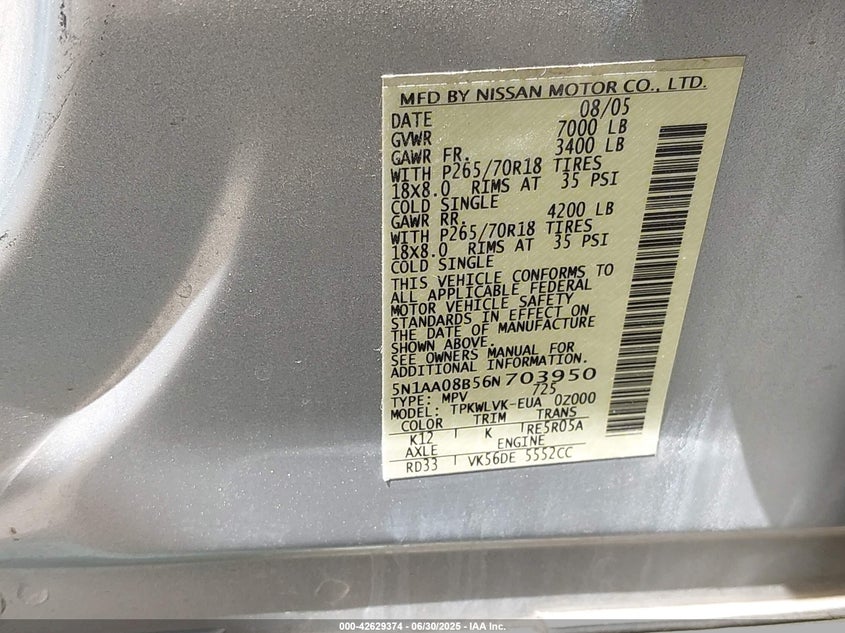 MFD BY NISSAN MOTOR CO., LTD.
DATE 08/05
GVWR 7000 LB
GAWR FR. 3400 LB
WITH P265/70R18 TIRES
18X8.0 RIMS AT 35 PSI
COLD SINGLE
GAWR RR. 4200 LB
WITH P265/70R18 TIRES
18X8.0 RIMS AT 35 PSI
COLD SINGLE
THIS VEHICLE CONFORMS TO
ALL APPLICABLE FEDERAL
MOTOR VEHICLE SAFETY
STANDARDS IN EFFECT ON
THE DATE OF MANUFACTURE
SHOWN ABOVE.
SEE OWNERS MANUAL FOR
ADDITIONAL INFORMATION.
5N1AA08B56N703950
TYPE: MPV /725
MODEL: TPKWLVK-EUA 0Z000
COLOR TRIM TRANS
K12 K RE5R05A
AXLE ENGINE
RD33 VK56DE 5552CC
000-42629374 / 06/30/2025 - IAA Inc.